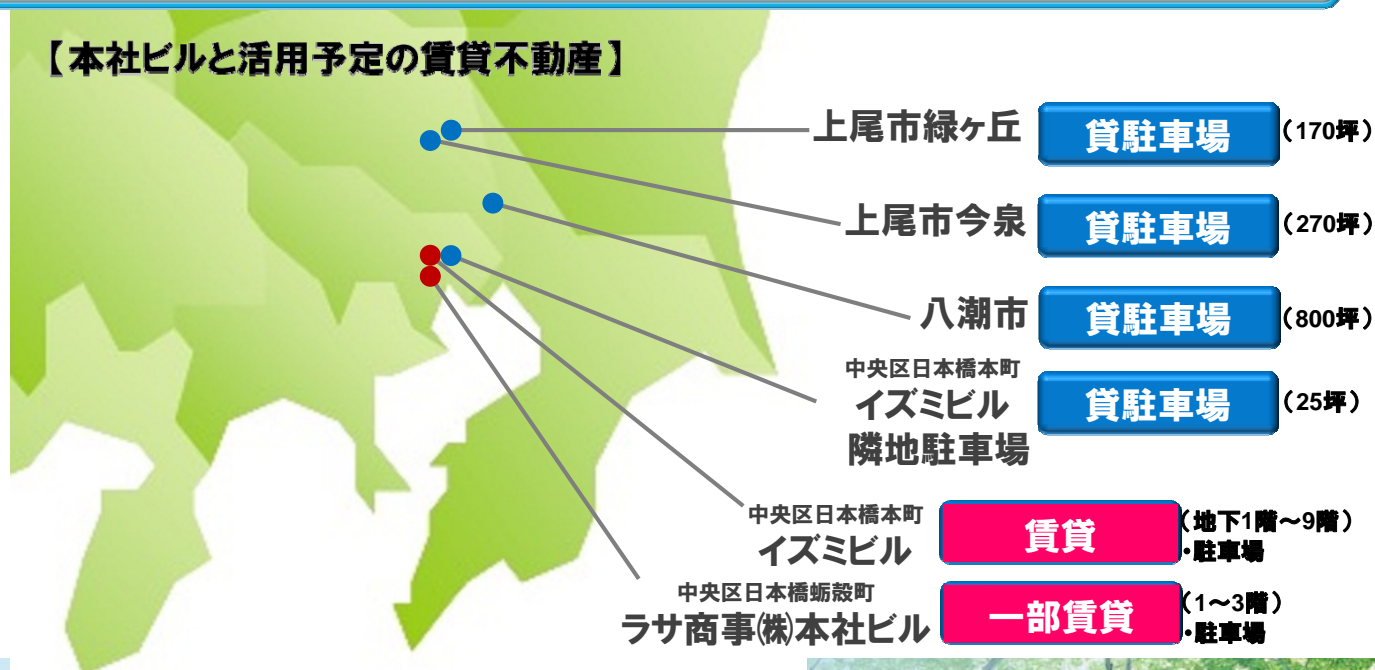 【本社ビルと活用予定の賃貸不動産】
上尾市緑ヶ丘 貸駐車場 (170坪)
上尾市今泉 貸駐車場 (270坪)
八潮市 貸駐車場 (800坪)
中央区日本橋本町
イズミビル 貸駐車場 (25坪)
隣地駐車場
中央区日本橋本町
イズミビル 賃貸 (地下1階～9階)
・駐車場
中央区日本橋蛎殻町
ラサ商事㈱本社ビル 一部賃貸 (1～3階)
・駐車場